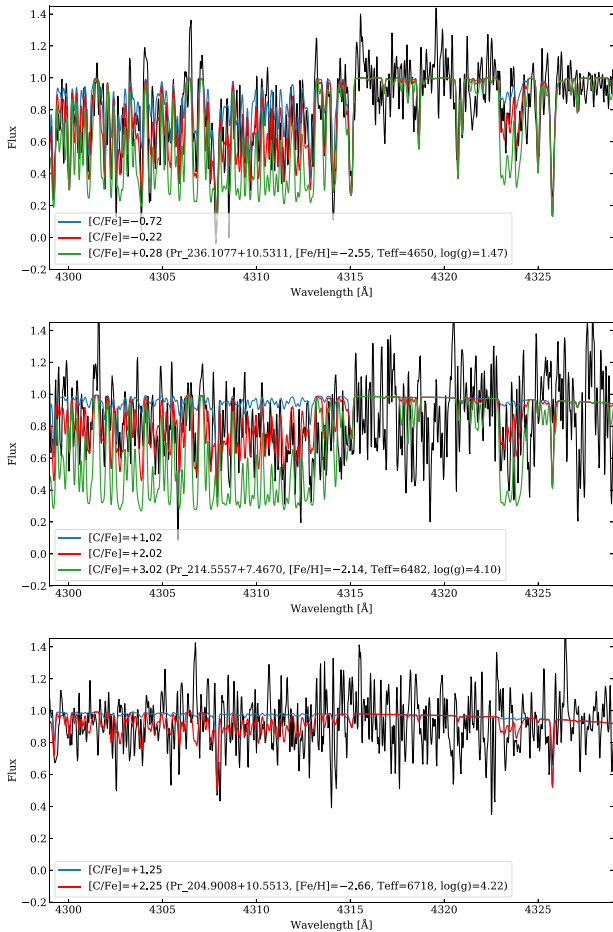 1.4
1.2
1.0
0.8
0.6
0.4
0.2
0.0
−0.2
Flux
[C/Fe]=−0.72
[C/Fe]=−0.22
[C/Fe]=+0.28 (Pr_236.1077+10.5311, [Fe/H]=−2.55, Teff=4650, log(g)=1.47)
4300 4305 4310 4315 4320 4325
Wavelength [Å]
1.4
1.2
1.0
0.8
0.6
0.4
0.2
0.0
−0.2
Flux
[C/Fe]=+1.02
[C/Fe]=+2.02
[C/Fe]=+3.02 (Pr_214.5557+7.4670, [Fe/H]=−2.14, Teff=6482, log(g)=4.10)
4300 4305 4310 4315 4320 4325
Wavelength [Å]
1.4
1.2
1.0
0.8
0.6
0.4
0.2
0.0
−0.2
Flux
[C/Fe]=+1.25
[C/Fe]=+2.25 (Pr_204.9008+10.5513, [Fe/H]=−2.66, Teff=6718, log(g)=4.22)
4300 4305 4310 4315 4320 4325
Wavelength [Å]